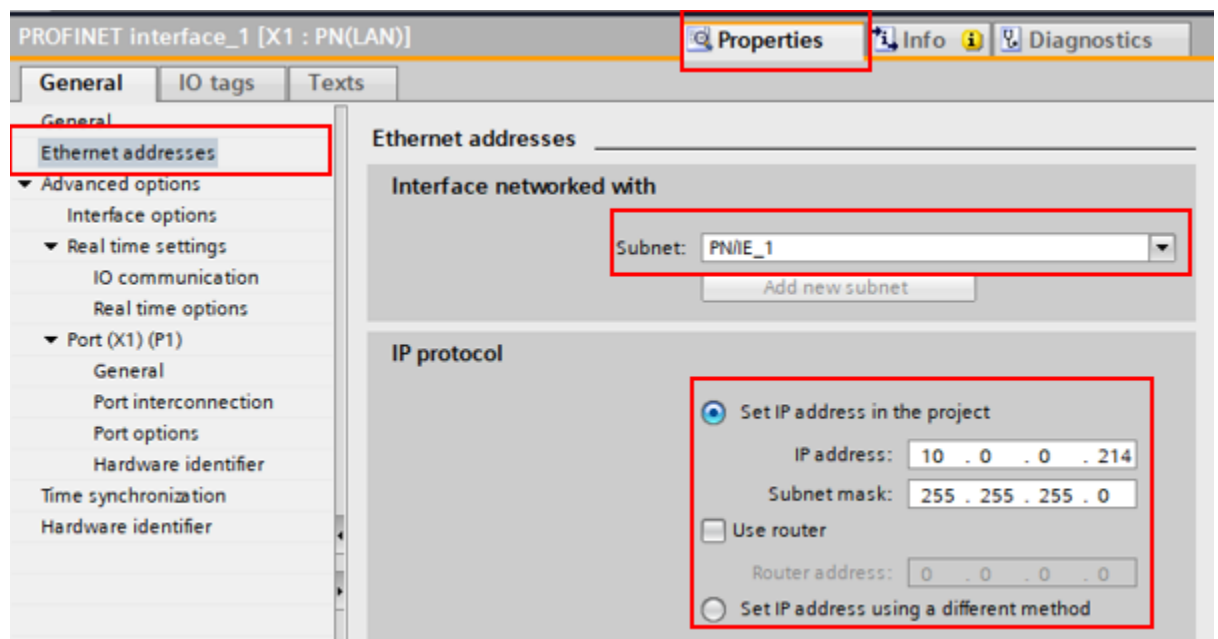 PROFINET interface_1 [X1 : PN(LAN)]
Properties
Info
Diagnostics
General
IO tags
Texts
General
Ethernet addresses
Advanced options
Interface options
Real time settings
IO communication
Real time options
Port (X1) (P1)
General
Port interconnection
Port options
Hardware identifier
Time synchronization
Hardware identifier
Ethernet addresses
Interface networked with
Subnet: PN/IE_1
Add new subnet
IP protocol
Set IP address in the project
IP address: 10 . 0 . 0 . 214
Subnet mask: 255 . 255 . 255 . 0
Use router
Router address: 0 . 0 . 0 . 0
Set IP address using a different method